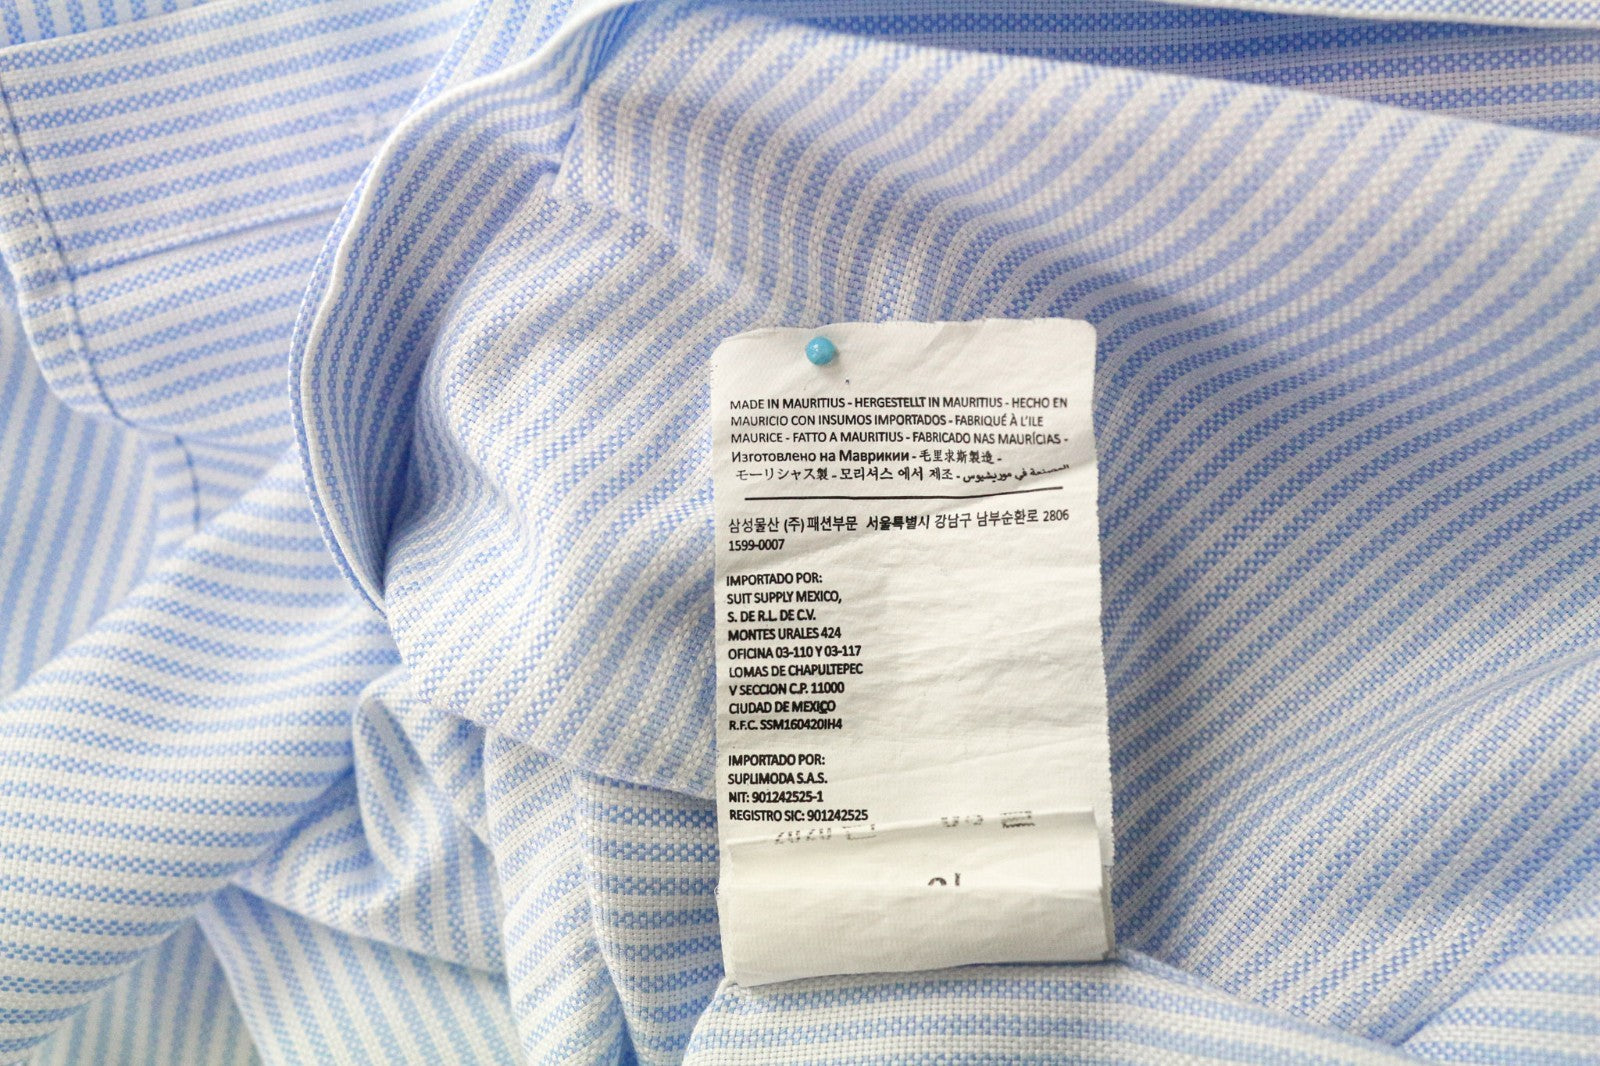 MADE IN MAURITIUS - HERGESTELLT IN MAURITIUS - HECHO EN
MAURICIO CON INSUMOS IMPORTADOS - FABRIQUÉ À L'ILE
MAURICE - FATTO A MAURITIUS - FABRICADO NAS MAURÍCIAS -
Изготовлено на Маврикии - 毛里求斯製造 -
モーリシャス製 - 모리셔스 에서 제조 - المصنعة في موريشيوس
삼성물산 (주) 패션부문 서울특별시 강남구 남부순환로 2806
1599-0007
IMPORTADO POR:
SUIT SUPPLY MEXICO,
S. DE R.L. DE C.V.
MONTES URALES 424
OFICINA 03-110 Y 03-117
LOMAS DE CHAPULTEPEC
V SECCION C.P. 11000
CIUDAD DE MEXICO
R.F.C. SSM160420IH4
IMPORTADO POR:
SUPLIMODA S.A.S.
NIT: 901242525-1
REGISTRO SIC: 901242525